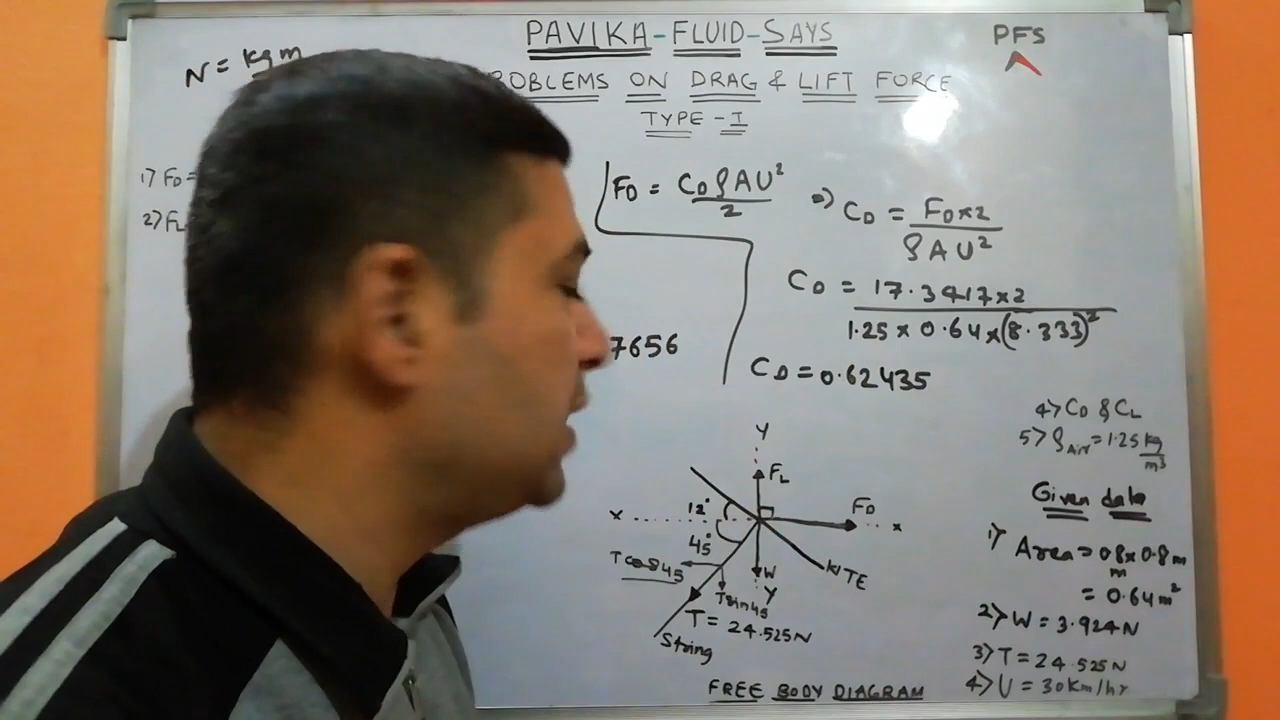 PAVIKA-FLUID-SAYS
PFS
N = kgm
ROBLEMS ON DRAG & LIFT FORCE
TYPE - I
1) FD =
2) FL
FD = CD ρAU²
2
⇒ CD = FD×2
ρAU²
CD = 17.3417×2
1.25 × 0.64 × (8.333)²
7656
CD = 0.62435
4) CD & CL
5) ρAir = 1.25 kg
m³
Given data
1) Area = 0.8 × 0.8 m
m
= 0.64 m²
2) W = 3.924 N
3) T = 24.525 N
4) U = 30 Km/hr
Y
FL
FD
x
x
12°
45°
T cos 45
W
Y
KITE
T sin 45
T = 24.525 N
String
FREE BODY DIAGRAM